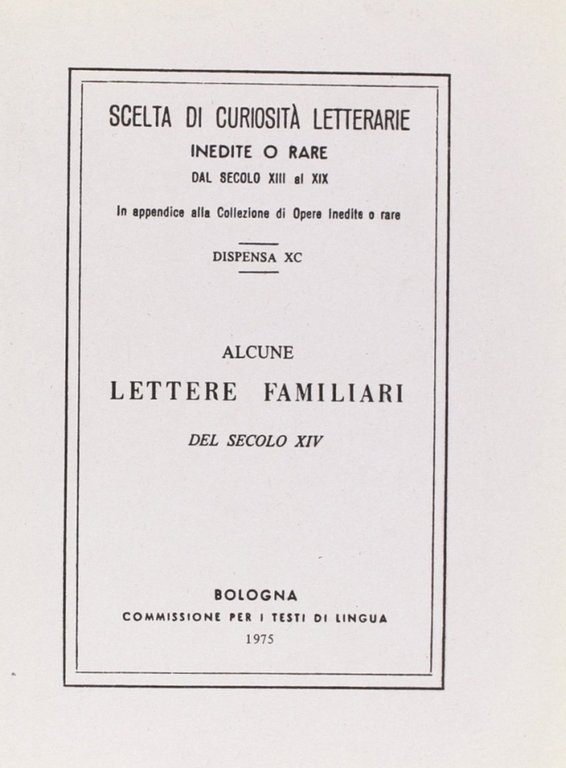 SCELTA DI CURIOSITÀ LETTERARIE
INEDITE O RARE
DAL SECOLO XIII al XIX
In appendice alla Collezione di Opere Inedite o rare
DISPENSA XC
ALCUNE
LETTERE FAMILIARI
DEL SECOLO XIV
BOLOGNA
COMMISSIONE PER I TESTI DI LINGUA
1975